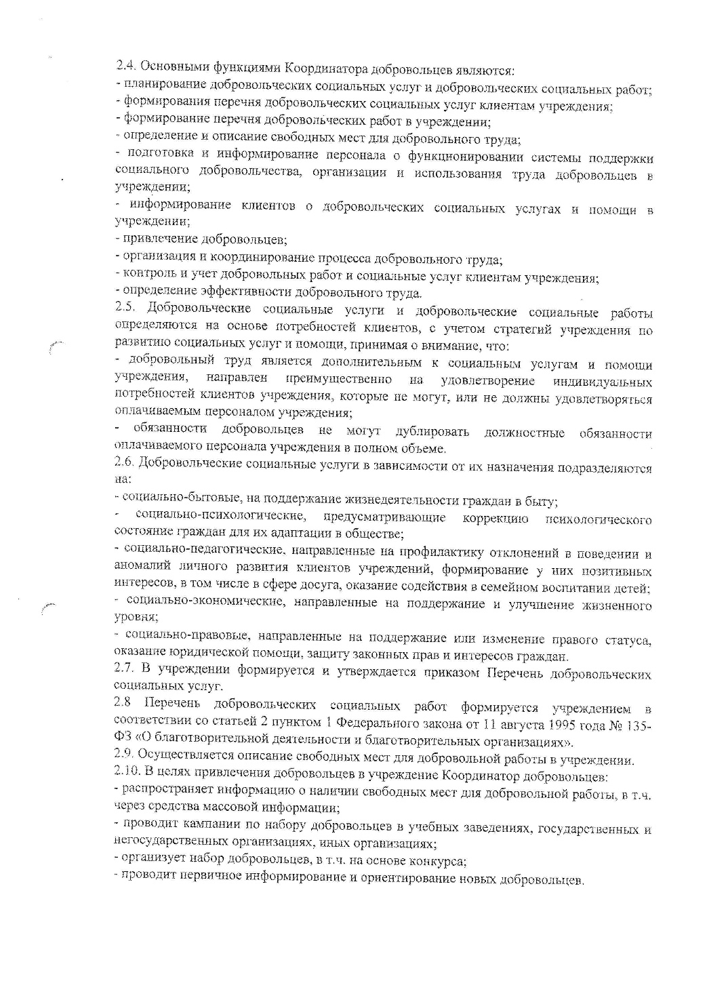 2.4. Основными функциями Координатора добровольцев являются:
- планирование добровольческих социальных услуг и добровольческих социальных работ;
- формирования перечня добровольческих социальных услуг клиентам учреждения;
- формирование перечня добровольческих работ в учреждении;
- определение и описание свободных мест для добровольного труда;
- подготовка и информирование персонала о функционировании системы поддержки
социального добровольчества, организации и использования труда добровольцев в
учреждении;
- информирование клиентов о добровольческих социальных услугах и помощи в
учреждении;
- привлечение добровольцев;
- организация и координирование процесса добровольного труда;
- контроль и учет добровольных работ и социальные услуг клиентам учреждения;
- определение эффективности добровольного труда.
2.5. Добровольческие социальные услуги и добровольческие социальные работы
определяются на основе потребностей клиентов, с учетом стратегий учреждения по
развитию социальных услуг и помощи, принимая о внимание, что:
- добровольный труд является дополнительным к социальным услугам и помощи
учреждения, направлен преимущественно на удовлетворение индивидуальных
потребностей клиентов учреждения, которые не могут, или не должны удовлетворяться
оплачиваемым персоналом учреждения;
- обязанности добровольцев не могут дублировать должностные обязанности
оплачиваемого персонала учреждения в полном объеме.
2.6. Добровольческие социальные услуги в зависимости от их назначения подразделяются
на:
- социально-бытовые, на поддержание жизнедеятельности граждан в быту;
- социально-психологические, предусматривающие коррекцию психологического
состояние граждан для их адаптации в обществе;
- социально-педагогические, направленные на профилактику отклонений в поведении и
аномалий личного развития клиентов учреждений, формирование у них позитивных
интересов, в том числе в сфере досуга, оказание содействия в семейном воспитании детей;
- социально-экономические, направленные на поддержание и улучшение жизненного
уровня;
- социально-правовые, направленные на поддержание или изменение правого статуса,
оказание юридической помощи, защиту законных прав и интересов граждан.
2.7. В учреждении формируется и утверждается приказом Перечень добровольческих
социальных услуг.
2.8 Перечень добровольческих социальных работ формируется учреждением в
соответствии со статьей 2 пунктом 1 Федерального закона от 11 августа 1995 года № 135-
ФЗ «О благотворительной деятельности и благотворительных организациях».
2.9. Осуществляется описание свободных мест для добровольной работы в учреждении.
2.10. В целях привлечения добровольцев в учреждение Координатор добровольцев:
- распространяет информацию о наличии свободных мест для добровольной работы, в т.ч.
через средства массовой информации;
- проводит кампании по набору добровольцев в учебных заведениях, государственных и
негосударственных организациях, иных организациях;
- организует набор добровольцев, в т.ч. на основе конкурса;
- проводит первичное информирование и ориентирование новых добровольцев.